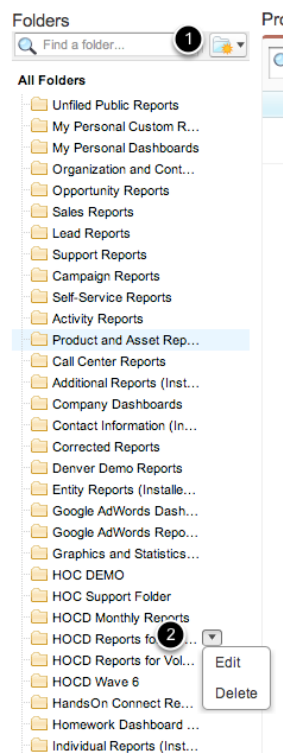 Folders
Pro
Find a folder...
1
All Folders
Unfiled Public Reports
My Personal Custom R...
My Personal Dashboards
Organization and Cont...
Opportunity Reports
Sales Reports
Lead Reports
Support Reports
Campaign Reports
Self-Service Reports
Activity Reports
Product and Asset Rep...
Call Center Reports
Additional Reports (Inst...
Company Dashboards
Contact Information (In...
Corrected Reports
Denver Demo Reports
Entity Reports (Installe...
Google AdWords Dash...
Google AdWords Repo...
Graphics and Statistics...
HOC DEMO
HOC Support Folder
HOCD Monthly Reports
HOCD Reports fo 2 ...
Edit
HOCD Reports for Vol...
HOCD Wave 6
Delete
HandsOn Connect Re...
Homework Dashboard ...
Individual Reports (Inst...